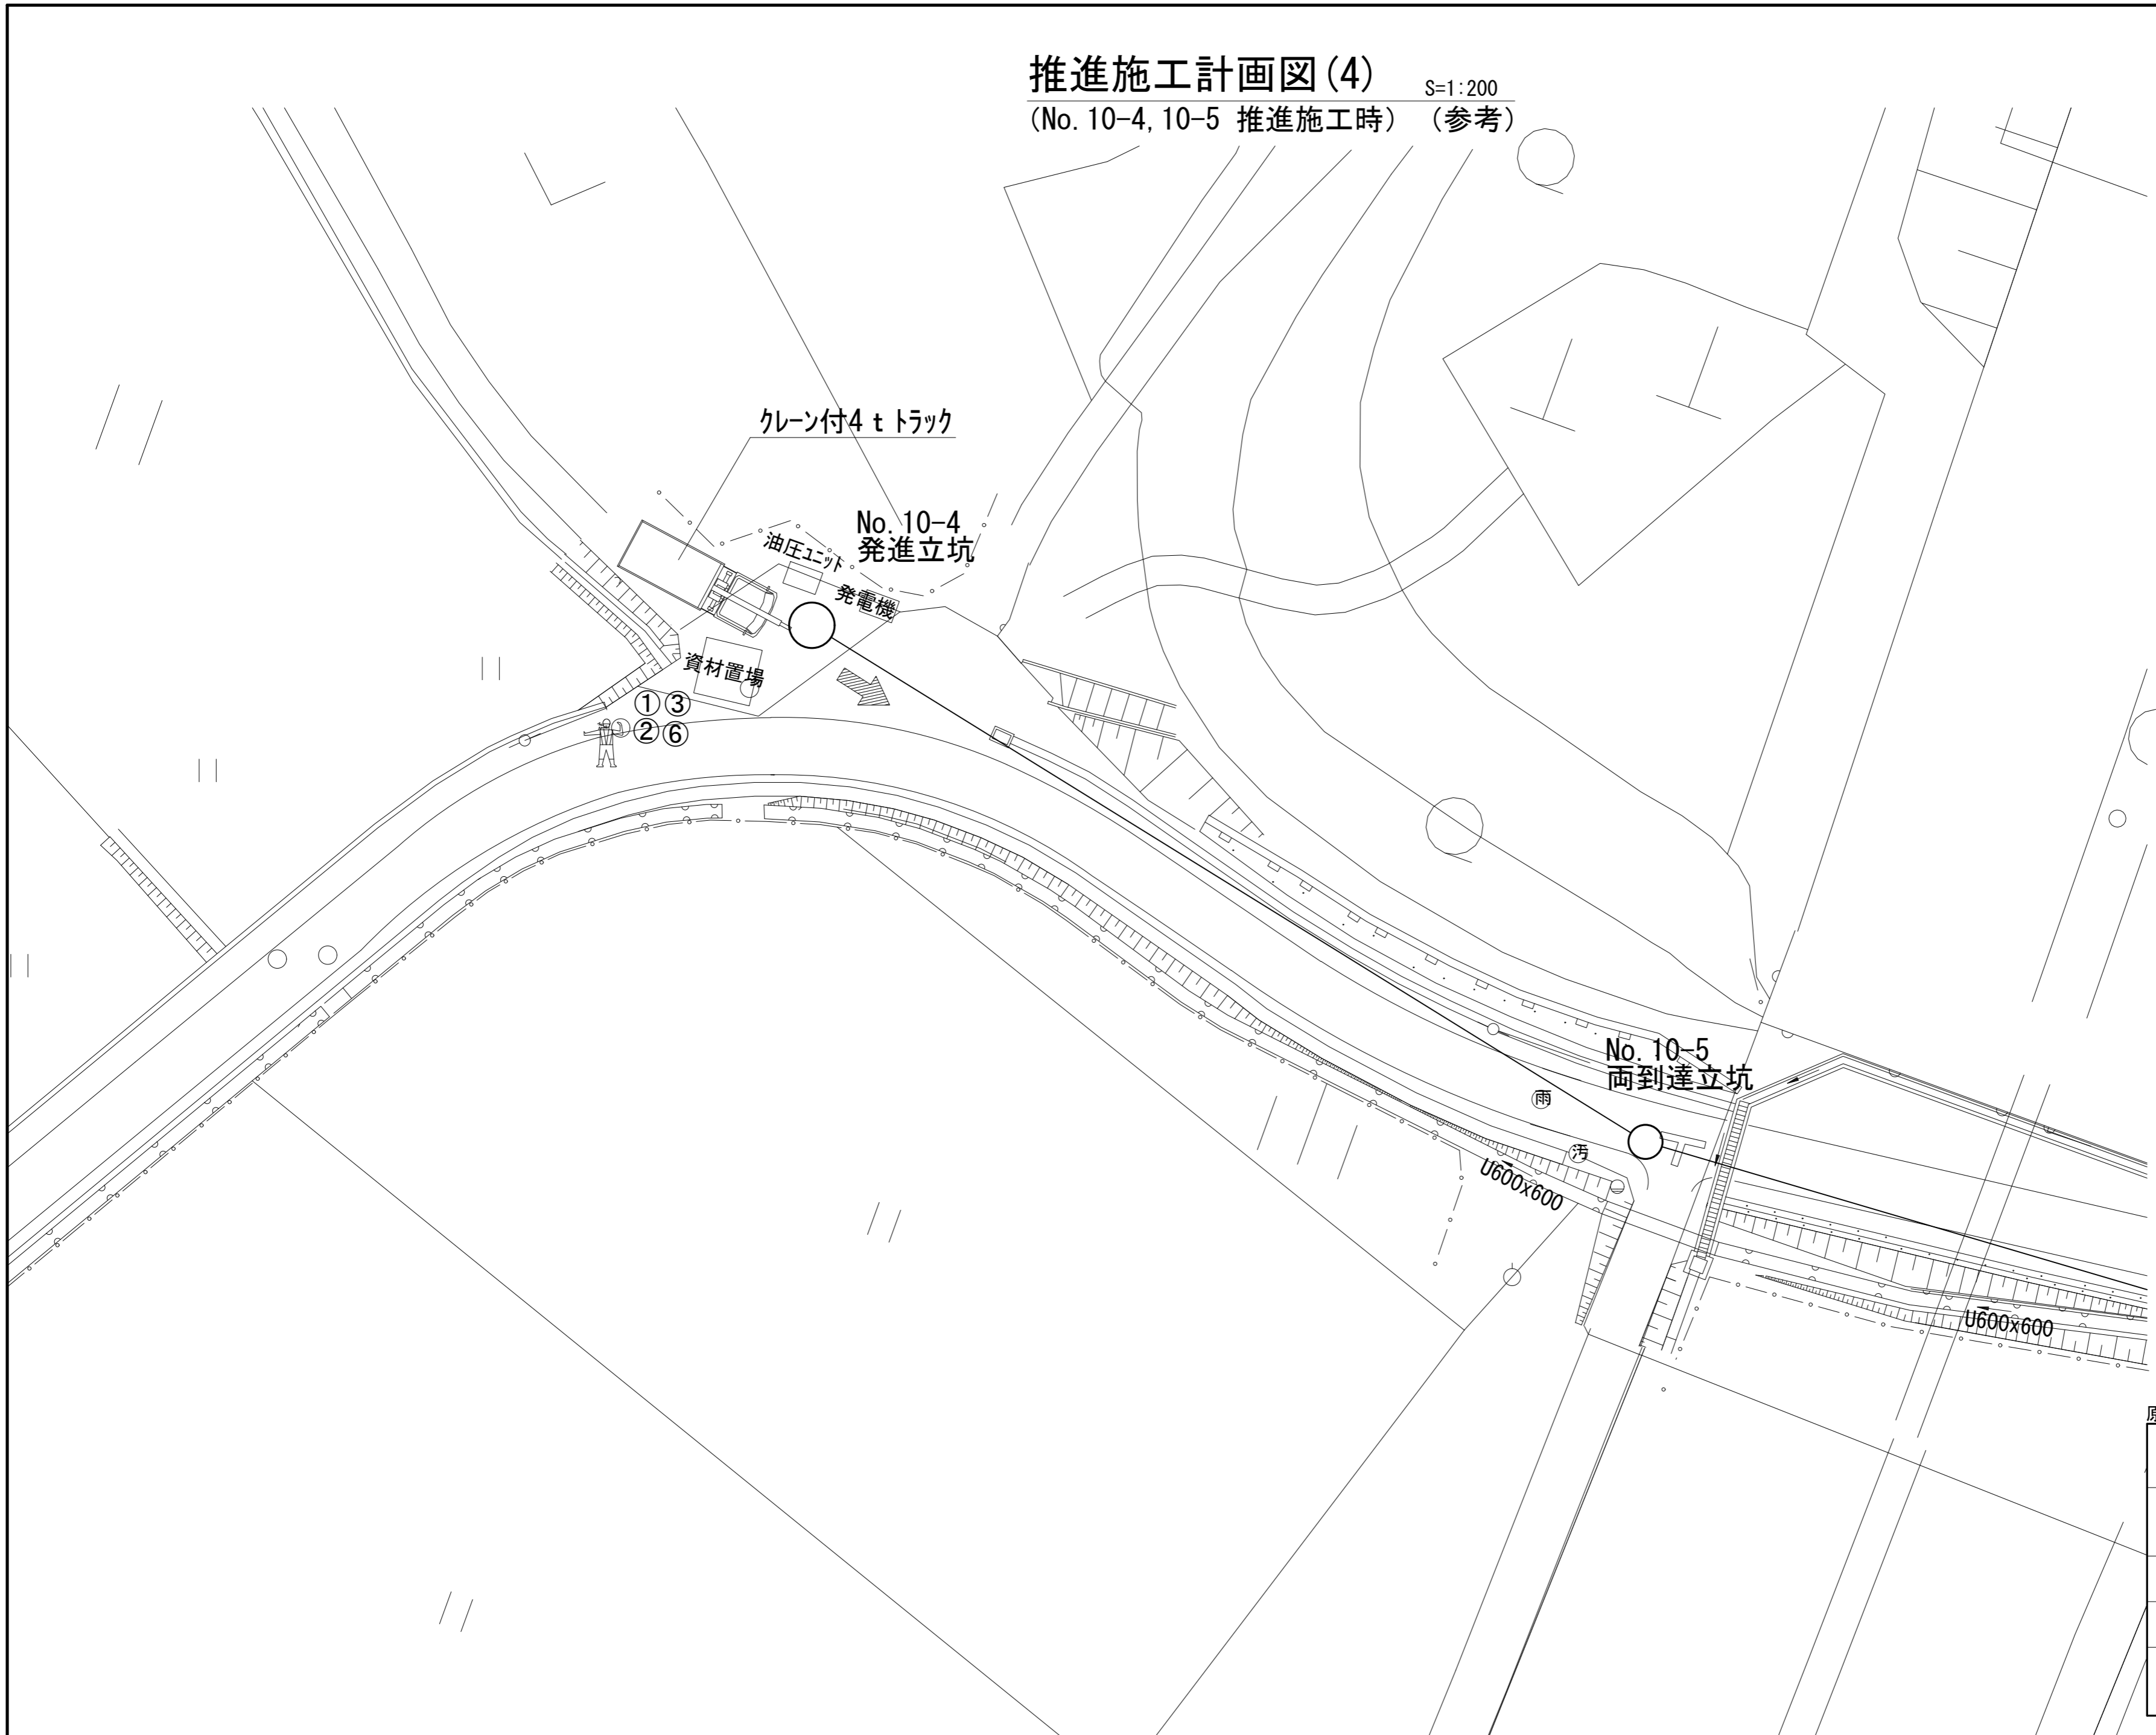 推進施工計画図(4) S=1:200
(No.10-4,10-5 推進施工時) (参考)
クレーン付4ｔトラック
No.10-4
発進立坑
油圧ユニット
発電機
資材置場
①③
②⑥
No.10-5
両到達立坑
雨
汚
U600x600
U600x600